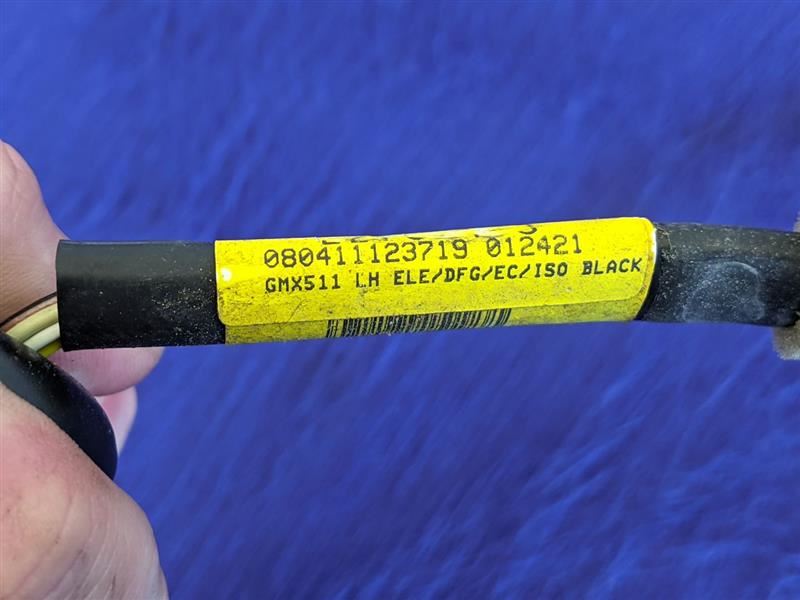 080411123719 012421
GMX511 LH ELE/DFG/EC/ISO BLACK